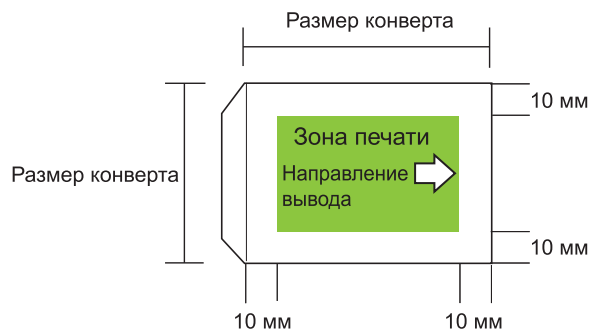 Размер конверта
10 мм
Зона печати
Размер конверта
Направление
вывода
10 мм
10 мм
10 мм